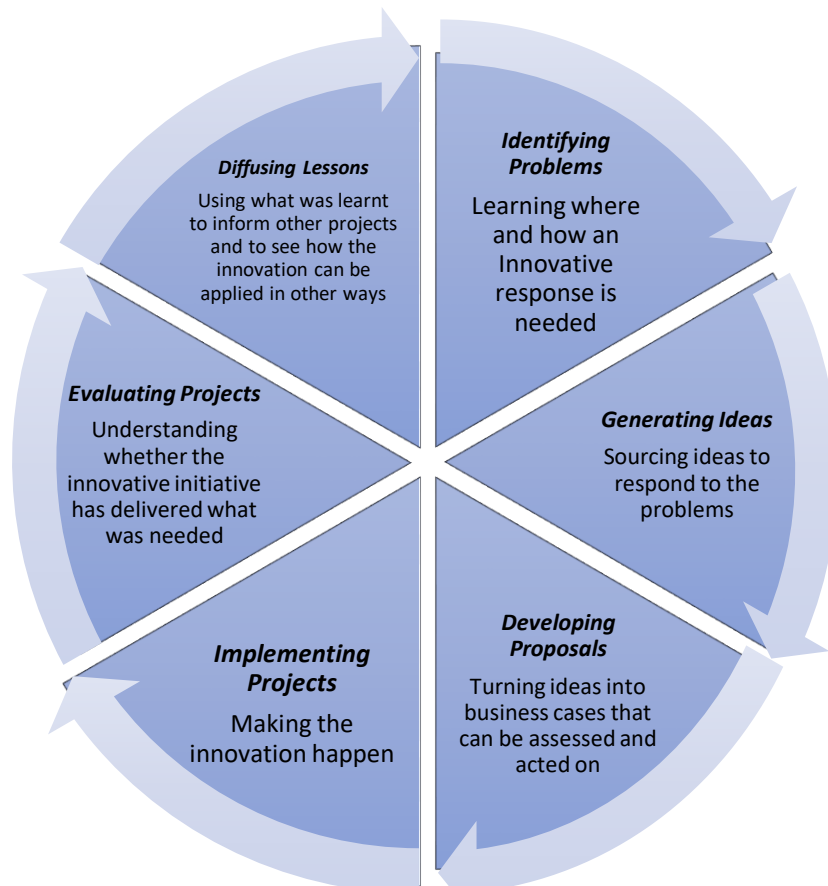 Identifying
Problems
Learning where
and how an
Innovative
response is
needed
Generating Ideas
Sourcing ideas to
respond to the
problems
Developing
Proposals
Turning ideas into
business cases that
can be assessed and
acted on
Implementing
Projects
Making the
innovation happen
Evaluating Projects
Understanding
whether the
innovative initiative
has delivered what
was needed
Diffusing Lessons
Using what was learnt
to inform other projects
and to see how the
innovation can be
applied in other ways